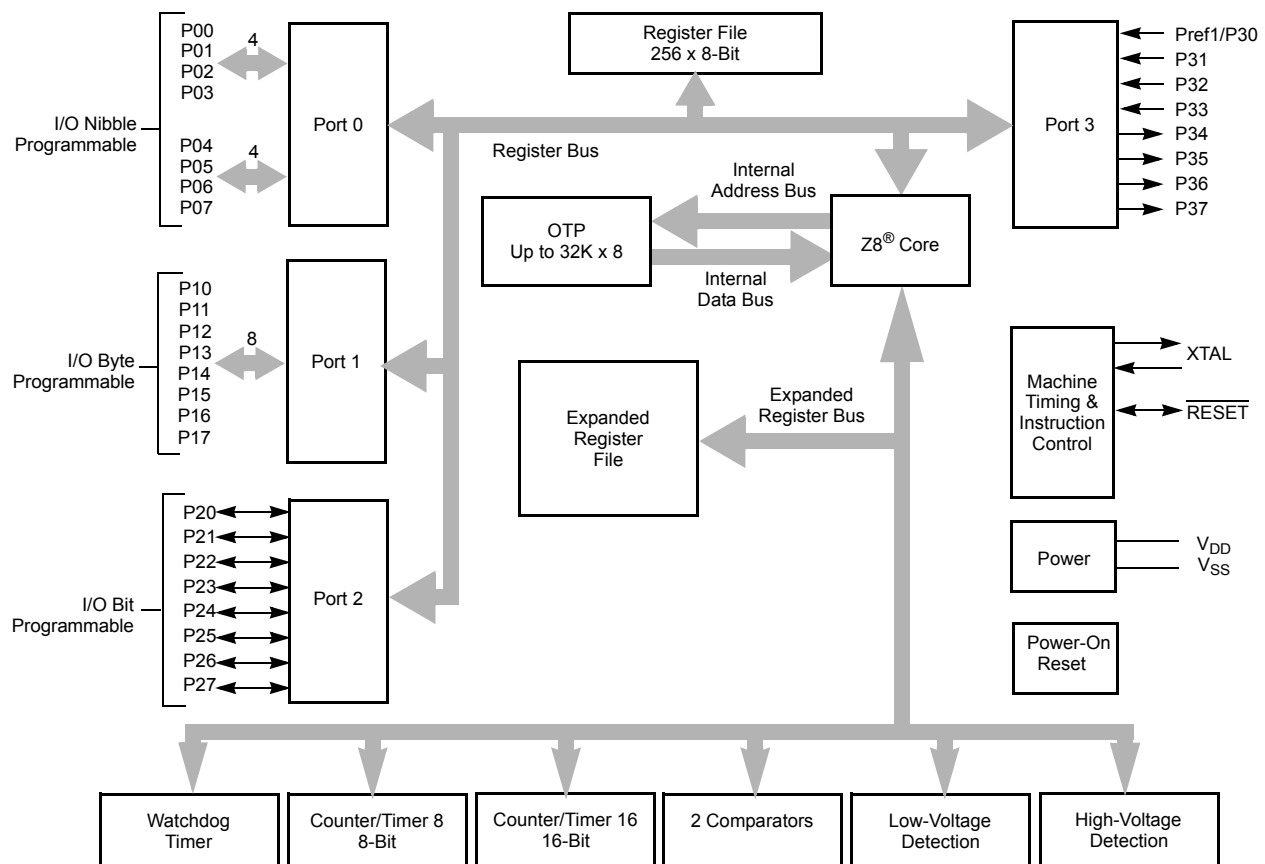 P00
P01
P02
P03
4
I/O Nibble
Programmable
P04
P05
P06
P07
4
Port 0
Register File
256 x 8-Bit
Register Bus
Port 3
Pref1/P30
P31
P32
P33
P34
P35
P36
P37
Internal
Address Bus
OTP
Up to 32K x 8
Z8® Core
Internal
Data Bus
I/O Byte
Programmable
P10
P11
P12
P13
P14
P15
P16
P17
8
Port 1
Expanded
Register
File
Expanded
Register Bus
Machine
Timing &
Instruction
Control
XTAL
RESET
I/O Bit
Programmable
P20
P21
P22
P23
P24
P25
P26
P27
Port 2
Power
VDD
VSS
Power-On
Reset
Watchdog
Timer
Counter/Timer 8
8-Bit
Counter/Timer 16
16-Bit
2 Comparators
Low-Voltage
Detection
High-Voltage
Detection